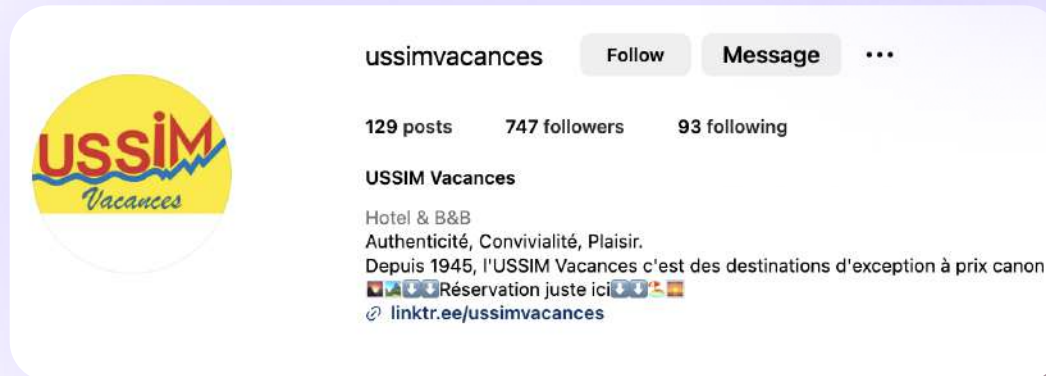 USSiM
Vacances
ussimvacances Follow Message
129 posts 747 followers 93 following
USSIM Vacances
Hotel & B&B
Authenticité, Convivialité, Plaisir.
Depuis 1945, l'USSIM Vacances c'est des destinations d'exception à prix canon
🌄🏞️⬇️⬇️Réservation juste ici⬇️⬇️🏖️🌅
linktr.ee/ussimvacances